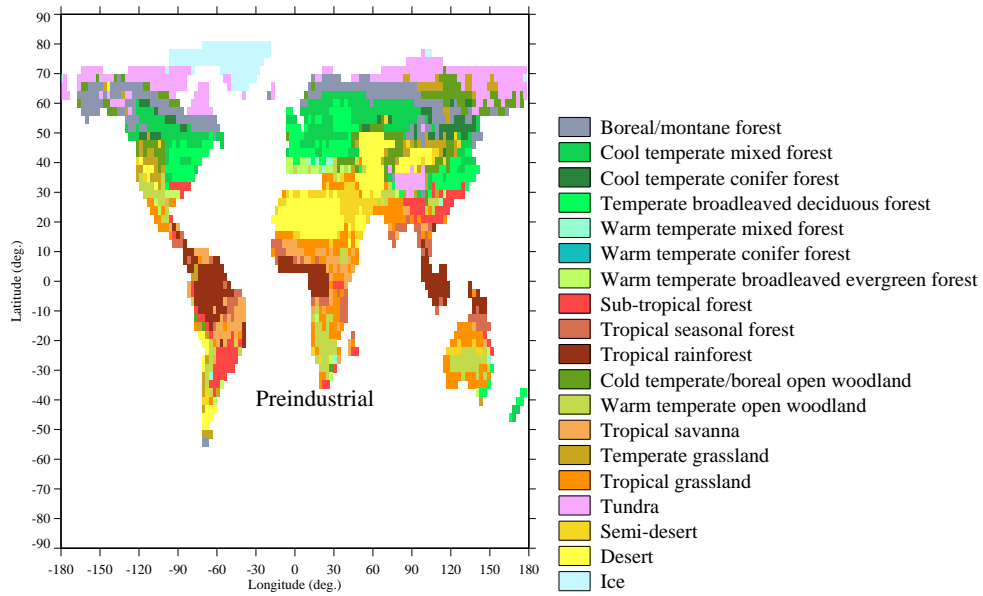 90
80
70
60
50
40
30
20
10
0
-10
-20
-30
-40
-50
-60
-70
-80
-90
Latitude (deg.)
Preindustrial
-180 -150 -120 -90 -60 -30 0 30 60 90 120 150 180
Longitude (deg.)
Boreal/montane forest
Cool temperate mixed forest
Cool temperate conifer forest
Temperate broadleaved deciduous forest
Warm temperate mixed forest
Warm temperate conifer forest
Warm temperate broadleaved evergreen forest
Sub-tropical forest
Tropical seasonal forest
Tropical rainforest
Cold temperate/boreal open woodland
Warm temperate open woodland
Tropical savanna
Temperate grassland
Tropical grassland
Tundra
Semi-desert
Desert
Ice